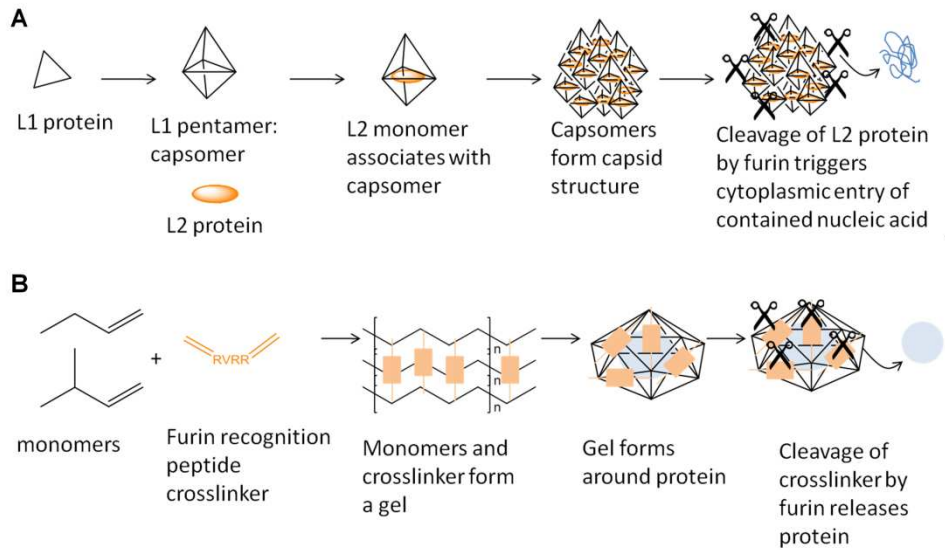 A
L1 protein
L1 pentamer:
capsomer
L2 protein
L2 monomer
associates with
capsomer
Capsomers
form capsid
structure
Cleavage of L2 protein
by furin triggers
cytoplasmic entry of
contained nucleic acid
B
monomers
+
RVRR
Furin recognition
peptide
crosslinker
n
n
n
Monomers and
crosslinker form
a gel
Gel forms
around protein
Cleavage of
crosslinker by
furin releases
protein